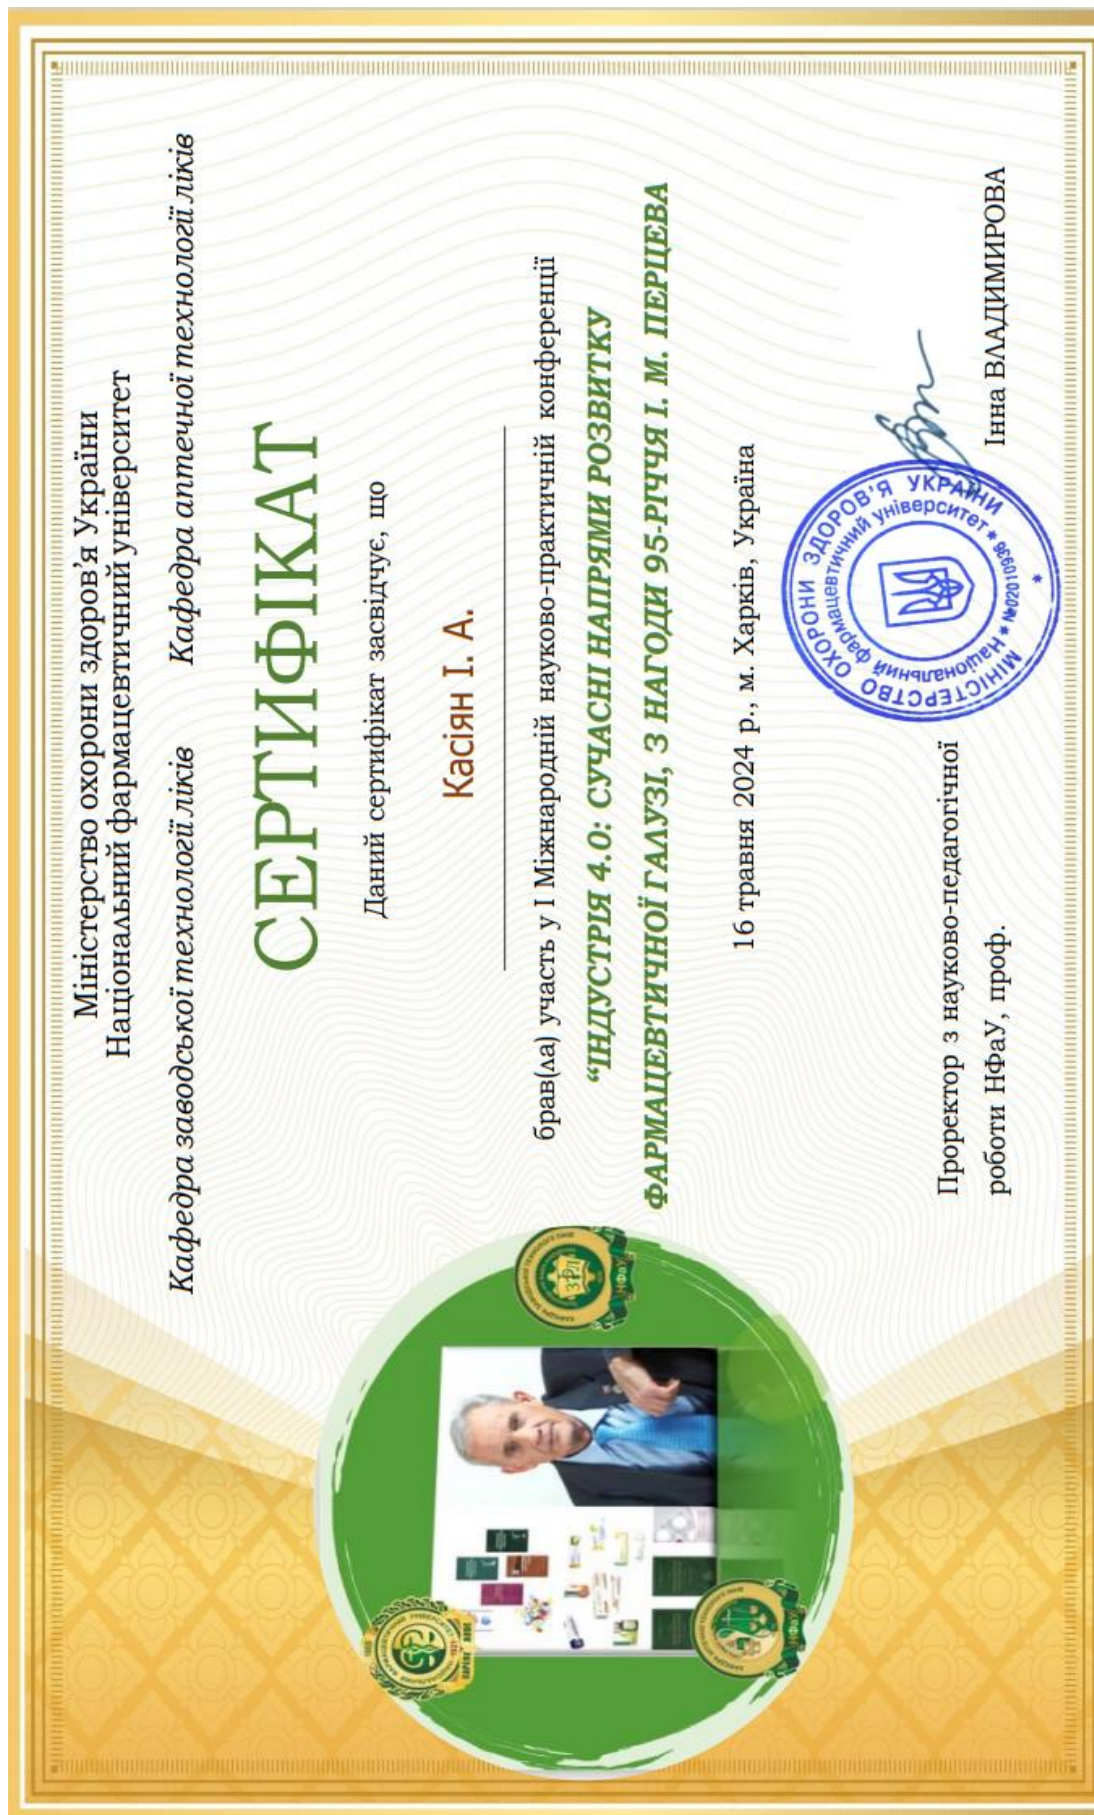 Міністерство охорони здоров'я України
Національний фармацевтичний університет
Кафедра заводської технології ліків Кафедра аптечної технології ліків
СЕРТИФІКАТ
Даний сертифікат засвідчує, що
Касіян І. А.
брав(ла) участь у І Міжнародній науково-практичній конференції
“ІНДУСТРІЯ 4.0: СУЧАСНІ НАПРЯМИ РОЗВИТКУ
ФАРМАЦЕВТИЧНОЇ ГАЛУЗІ, З НАГОДИ 95-РІЧЧЯ І. М. ПЕРЦЕВА
16 травня 2024 р., м. Харків, Україна
Проректор з науково-педагогічної
роботи НФаУ, проф.
Інна ВЛАДИМИРОВА
МІНІСТЕРСТВО ОХОРОНИ ЗДОРОВ'Я УКРАЇНИ
Національний фармацевтичний університет * №02010936 *
НФаУ
НФаУ